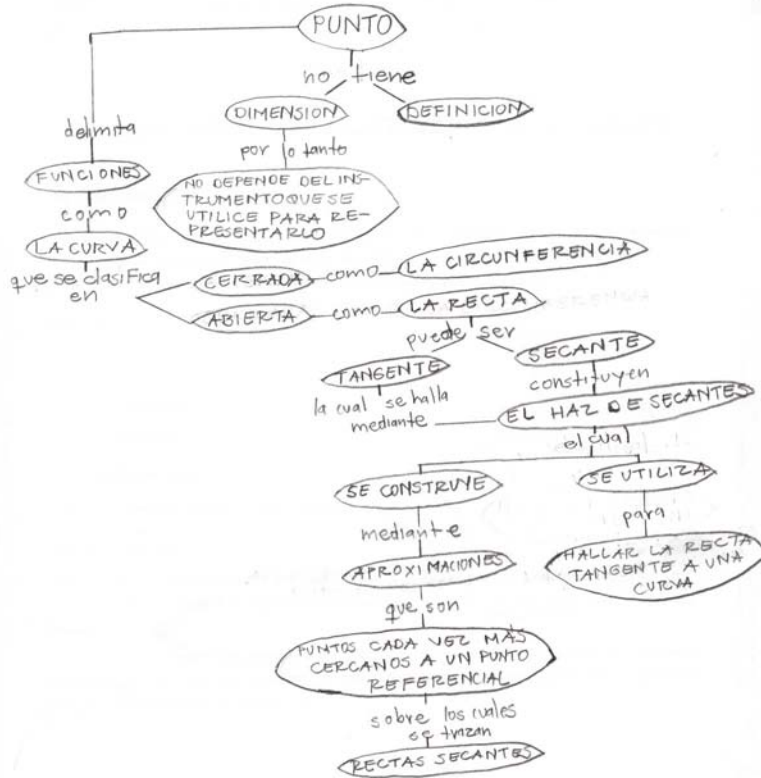 PUNTO
no tiene
DIMENSION
DEFINICION
delimita
por lo tanto
FUNCIONES
NO DEPENDE DEL INS-
TRUMENTO QUE SE
UTILICE PARA RE-
PRESENTARLO
como
LA CURVA
que se clasifica
en
CERRADA
como
LA CIRCUNFERENCIA
ABIERTA
como
LA RECTA
puede ser
TANGENTE
SECANTE
la cual se halla
mediante
constituyen
EL HAZ DE SECANTES
el cual
SE CONSTRUYE
SE UTILIZA
mediante
para
APROXIMACIONES
HALLAR LA RECTA
TANGENTE A UNA
CURVA
que son
PUNTOS CADA VEZ MÁS
CERCANOS A UN PUNTO
REFERENCIAL
sobre los cuales
se trazan
RECTAS SECANTES